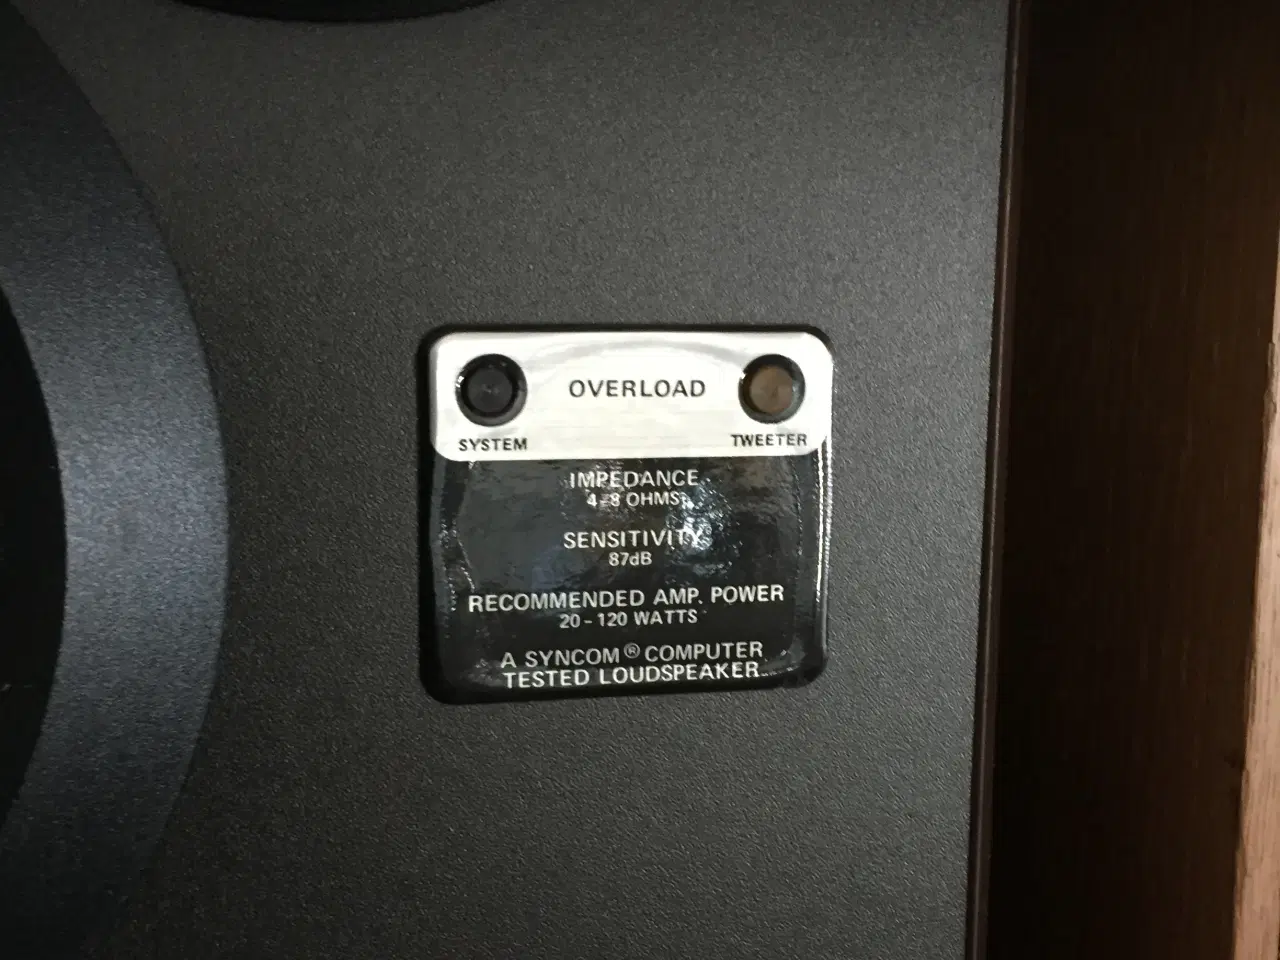 OVERLOAD
SYSTEM
TWEETER
IMPEDANCE
4-8 OHMS
SENSITIVITY
87dB
RECOMMENDED AMP. POWER
20-120 WATTS
A SYNCOM® COMPUTER
TESTED LOUDSPEAKER